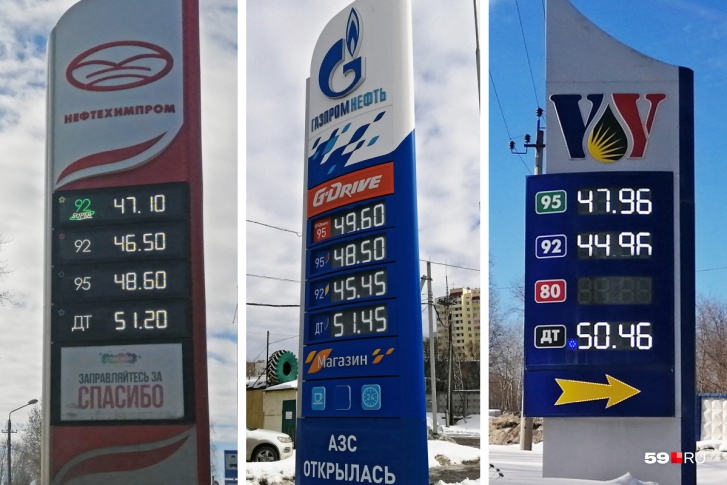 НЕФТЕХИМПРОМ
92 SUPER 47.10
92 46.50
95 48.60
ДТ 51.20
ЗАПРАВЛЯЙТЕСЬ ЗА
СПАСИБО
ГАЗПРОМНЕФТЬ
G-DRIVE
95 49.60
95 48.50
92 45.45
ДТ 51.45
Магазин
24
АЗС
ОТКРЫЛАСЬ
95 47.96
92 44.96
80
ДТ 50.46
59.RU